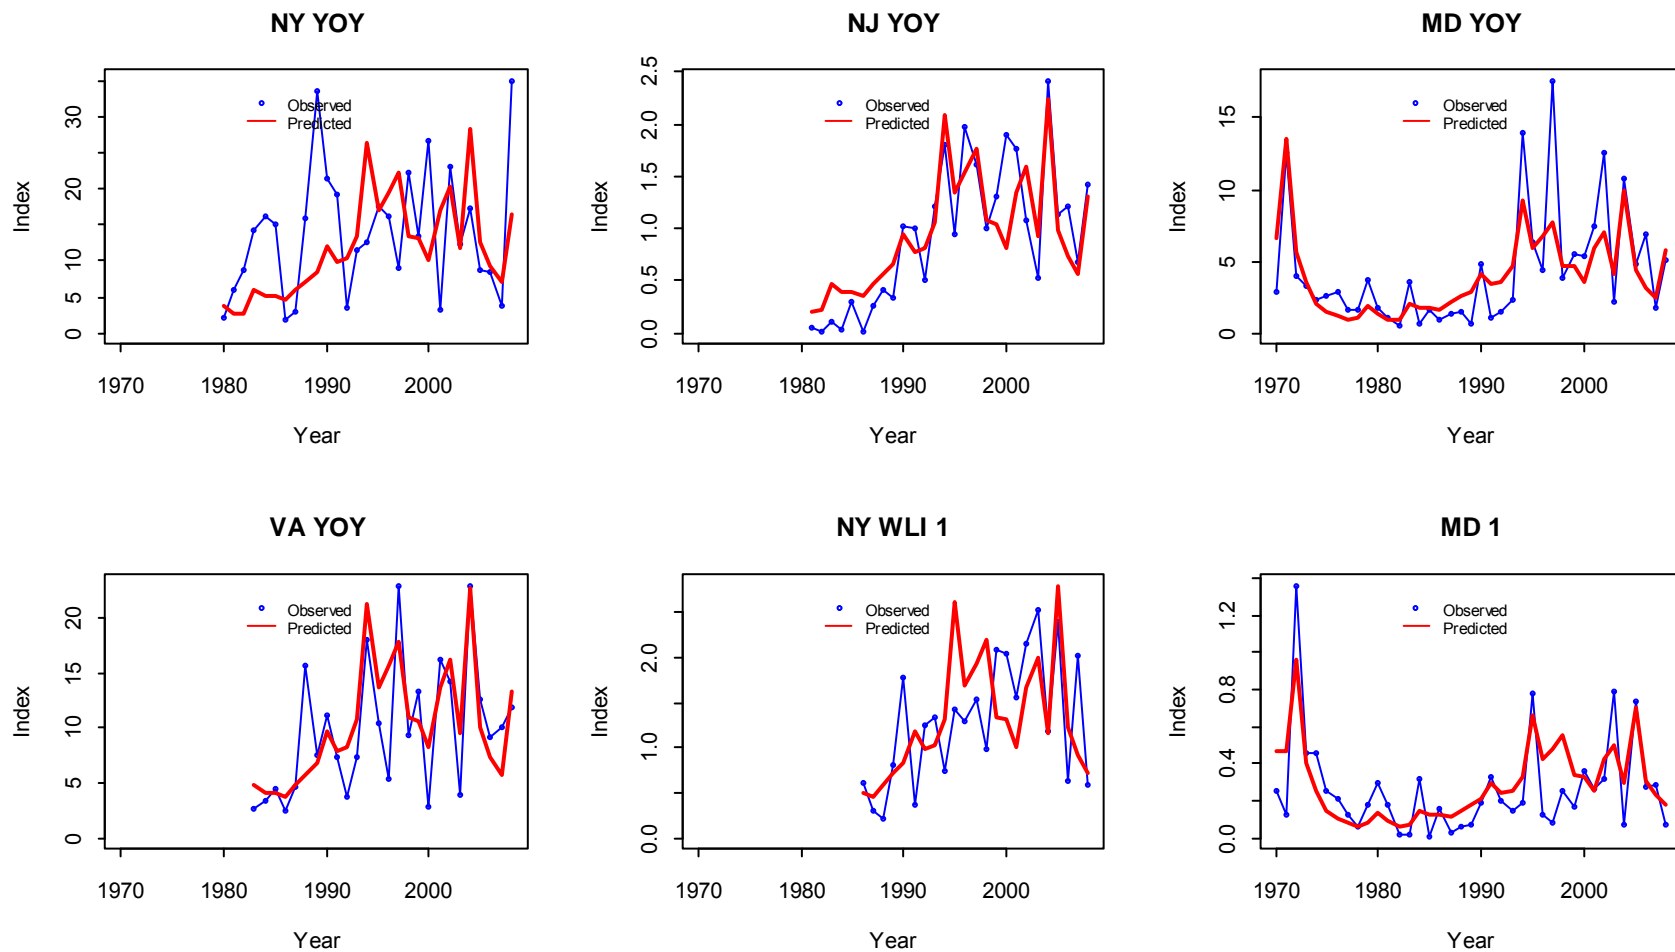 NY YOY
Index
0 5 10 20 30
Observed
Predicted
1970 1980 1990 2000
Year
NJ YOY
Index
0.0 0.5 1.0 1.5 2.0 2.5
Observed
Predicted
1970 1980 1990 2000
Year
MD YOY
Index
0 5 10 15
Observed
Predicted
1970 1980 1990 2000
Year
VA YOY
Index
0 5 10 15 20
Observed
Predicted
1970 1980 1990 2000
Year
NY WLI 1
Index
0.0 1.0 2.0
Observed
Predicted
1970 1980 1990 2000
Year
MD 1
Index
0.0 0.4 0.8 1.2
Observed
Predicted
1970 1980 1990 2000
Year